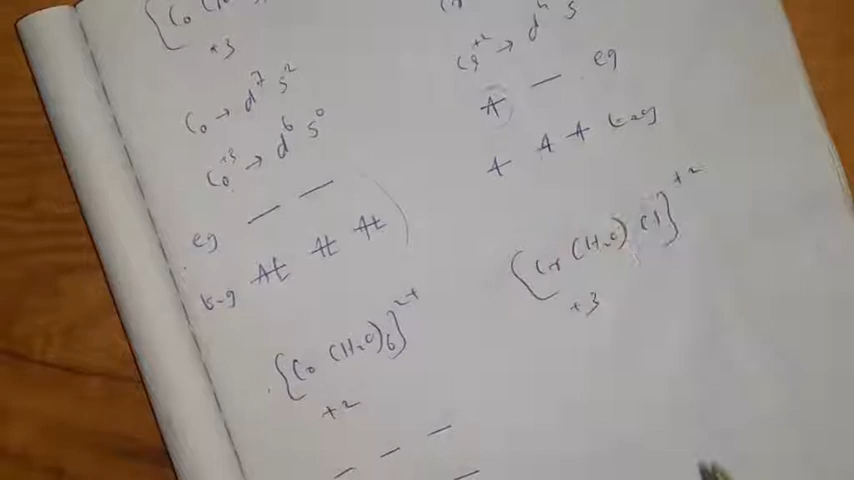 +3
Co → d7 s2
Co+3 → d6 s0
eg
t2g
[Co (H2O)6]2+
+2
d4 s
Cr+2 →
eg
t2g
[Cr (H2O) Cl]+2
+3